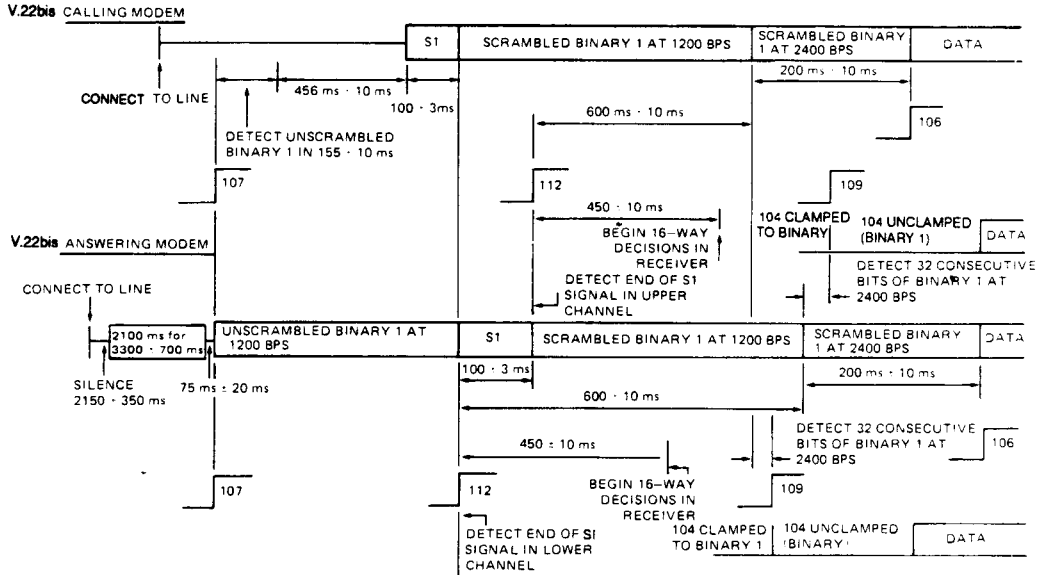 V.22bis CALLING MODEM
S1
SCRAMBLED BINARY 1 AT 1200 BPS
SCRAMBLED BINARY
1 AT 2400 BPS
DATA
CONNECT TO LINE
456 ms · 10 ms
100 · 3ms
200 ms · 10 ms
600 ms · 10 ms
DETECT UNSCRAMBLED
BINARY 1 IN 155 · 10 ms
106
107
112
109
450 · 10 ms
BEGIN 16–WAY
DECISIONS IN
RECEIVER
104 CLAMPED
TO BINARY
104 UNCLAMPED
(BINARY 1)
DATA
V.22bis ANSWERING MODEM
CONNECT TO LINE
DETECT END OF S1
SIGNAL IN UPPER
CHANNEL
DETECT 32 CONSECUTIVE
BITS OF BINARY 1 AT
2400 BPS
2100 ms for
3300 ± 700 ms
UNSCRAMBLED BINARY 1 AT
1200 BPS
S1
SCRAMBLED BINARY 1 AT 1200 BPS
SCRAMBLED BINARY
1 AT 2400 BPS
DATA
SILENCE
2150 · 350 ms
75 ms ± 20 ms
100 · 3 ms
200 ms · 10 ms
600 · 10 ms
DETECT 32 CONSECUTIVE
BITS OF BINARY 1 AT
2400 BPS
106
450 ± 10 ms
107
112
BEGIN 16–WAY
DECISIONS IN
RECEIVER
109
DETECT END OF S1
SIGNAL IN LOWER
CHANNEL
104 CLAMPED
TO BINARY 1
104 UNCLAMPED
(BINARY)
DATA